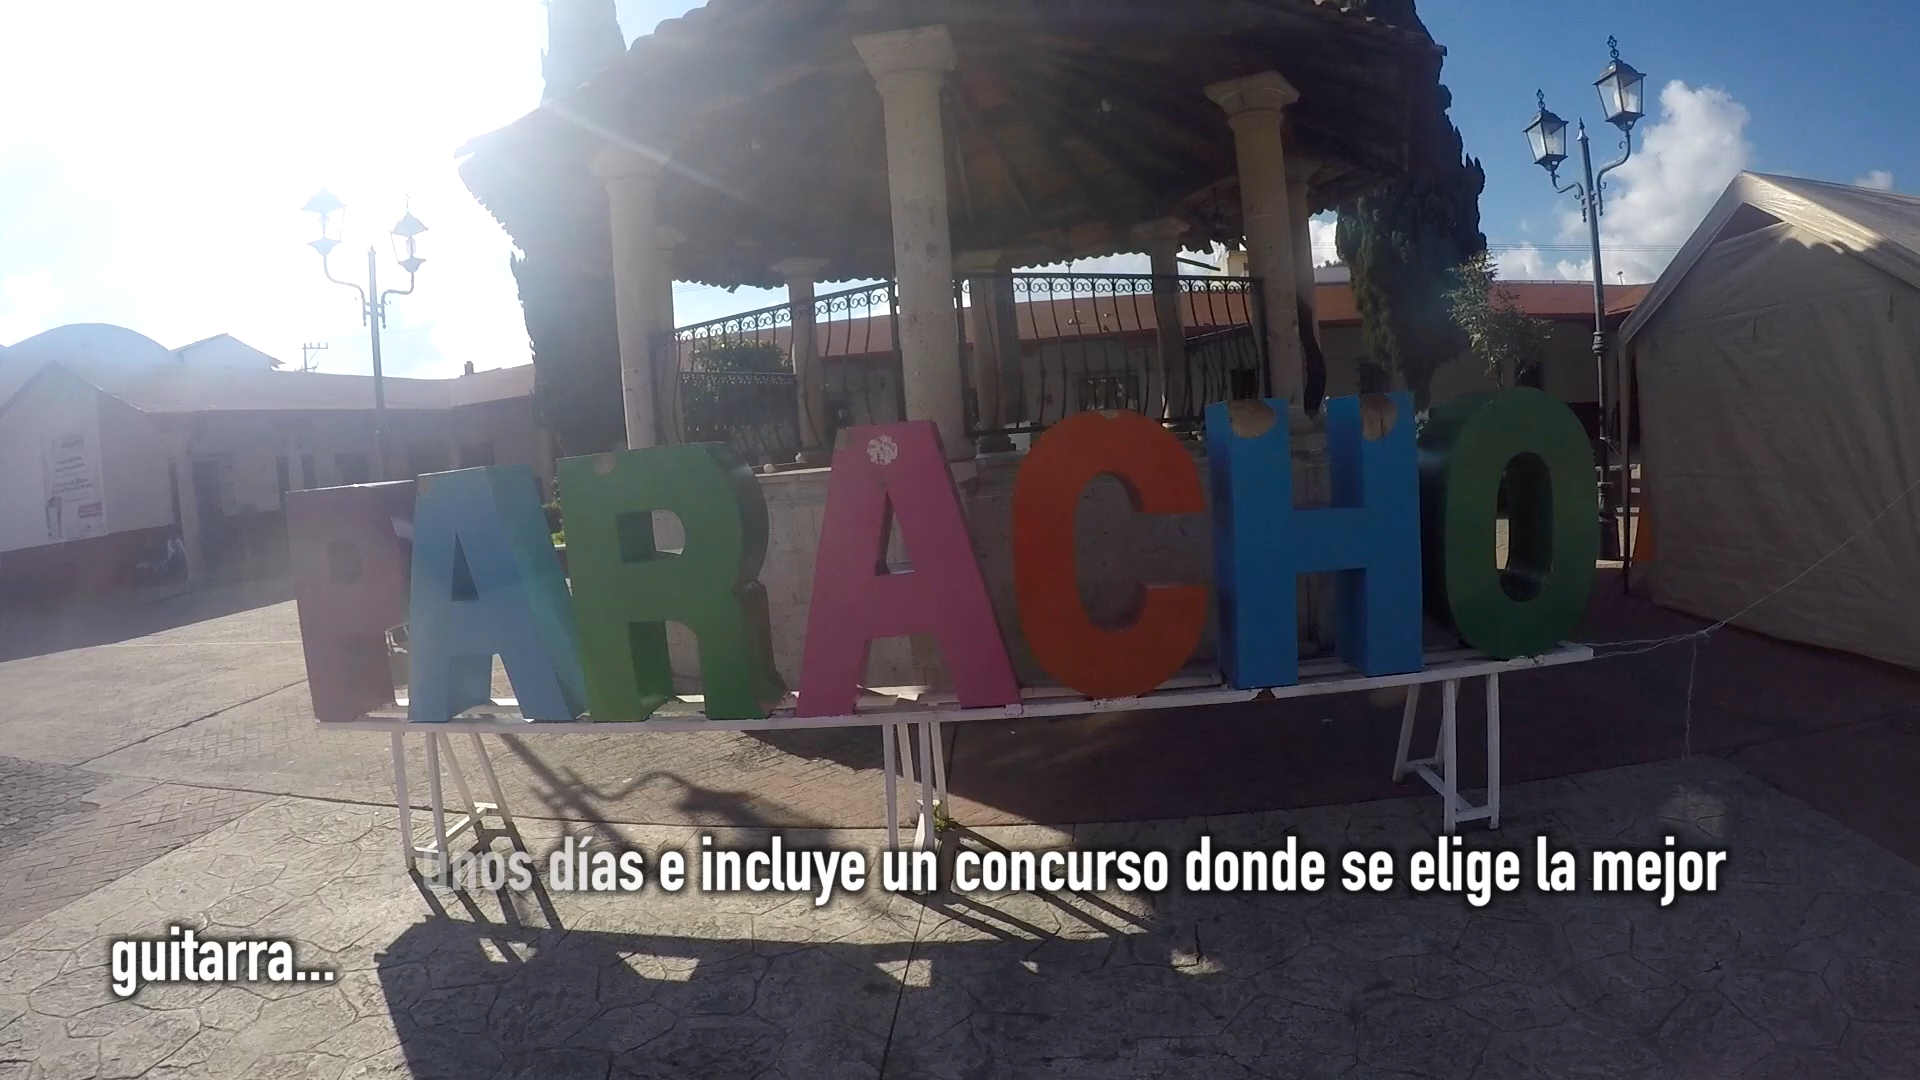 PARACHO
a unos días e incluye un concurso donde se elige la mejor
guitarra...